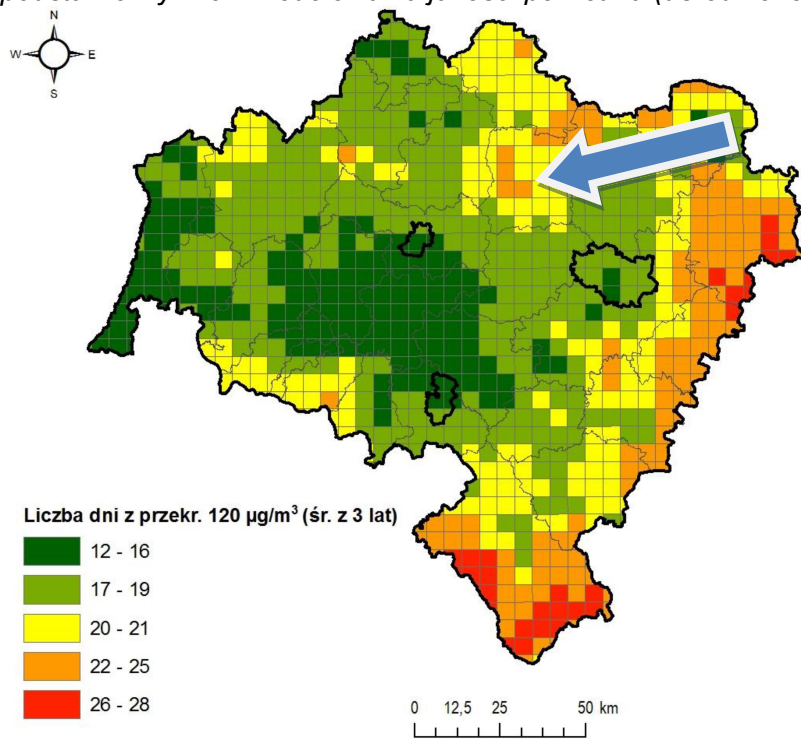 N
W E
S
Liczba dni z przekr. 120 µg/m³ (śr. z 3 lat)
12 - 16
17 - 19
20 - 21
22 - 25
26 - 28
0 12,5 25 50 km